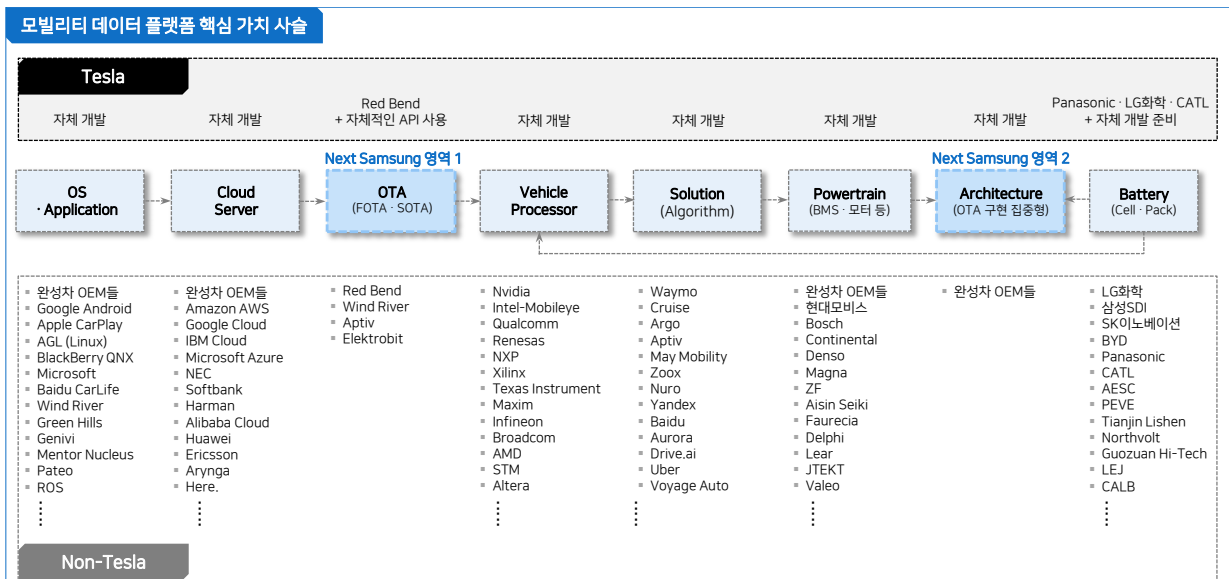 모빌리티 데이터 플랫폼 핵심 가치 사슬
Tesla
자체 개발
자체 개발
Red Bend
+ 자체적인 API 사용
자체 개발
자체 개발
자체 개발
자체 개발
Panasonic · LG화학 · CATL
+ 자체 개발 준비
Next Samsung 영역 1
Next Samsung 영역 2
OS
· Application
Cloud
Server
OTA
(FOTA · SOTA)
Vehicle
Processor
Solution
(Algorithm)
Powertrain
(BMS · 모터 등)
Architecture
(OTA 구현 집중형)
Battery
(Cell · Pack)
완성차 OEM들
Google Android
Apple CarPlay
AGL (Linux)
BlackBerry QNX
Microsoft
Baidu CarLife
Wind River
Green Hills
Genivi
Mentor Nucleus
Pateo
ROS
완성차 OEM들
Amazon AWS
Google Cloud
IBM Cloud
Microsoft Azure
NEC
Softbank
Harman
Alibaba Cloud
Huawei
Ericsson
Arynga
Here.
Red Bend
Wind River
Aptiv
Elektrobit
Nvidia
Intel-Mobileye
Qualcomm
Renesas
NXP
Xilinx
Texas Instrument
Maxim
Infineon
Broadcom
AMD
STM
Altera
Waymo
Cruise
Argo
Aptiv
May Mobility
Zoox
Nuro
Yandex
Baidu
Aurora
Drive.ai
Uber
Voyage Auto
완성차 OEM들
현대모비스
Bosch
Continental
Denso
Magna
ZF
Aisin Seiki
Faurecia
Delphi
Lear
JTEKT
Valeo
완성차 OEM들
LG화학
삼성SDI
SK이노베이션
BYD
Panasonic
CATL
AESC
PEVE
Tianjin Lishen
Northvolt
Guozuan Hi-Tech
LEJ
CALB
Non-Tesla